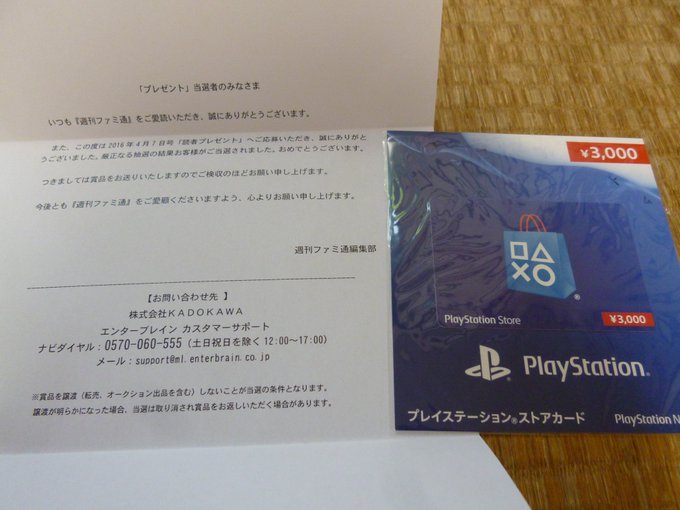 「プレゼント」当選者のみなさま
いつも『週刊ファミ通』をご愛読いただき、誠にありがとうございます。
また、この度は2016年4月7日号「読者プレゼント」へご応募いただき、誠にありがと
うございました。厳正なる抽選の結果お客様がご当選されました。おめでとうございます。
つきましては賞品をお送りいたしますのでご検収のほどお願い申し上げます。
今後とも『週刊ファミ通』をご愛顧くださいますよう、心よりお願い申し上げます。
週刊ファミ通編集部
【お問い合わせ先 】
株式会社KADOKAWA
エンターブレイン カスタマーサポート
ナビダイヤル：0570-060-555（土日祝日を除く12:00〜17:00）
メール：support@ml.enterbrain.co.jp
※賞品を譲渡（転売、オークション出品を含む）しないことが当選の条件となります。
譲渡が明らかになった場合、当選は取り消され賞品をお返しいただく場合があります。
¥3,000
PlayStation Store
¥3,000
PlayStation®
プレイステーション®ストアカード
PlayStation N